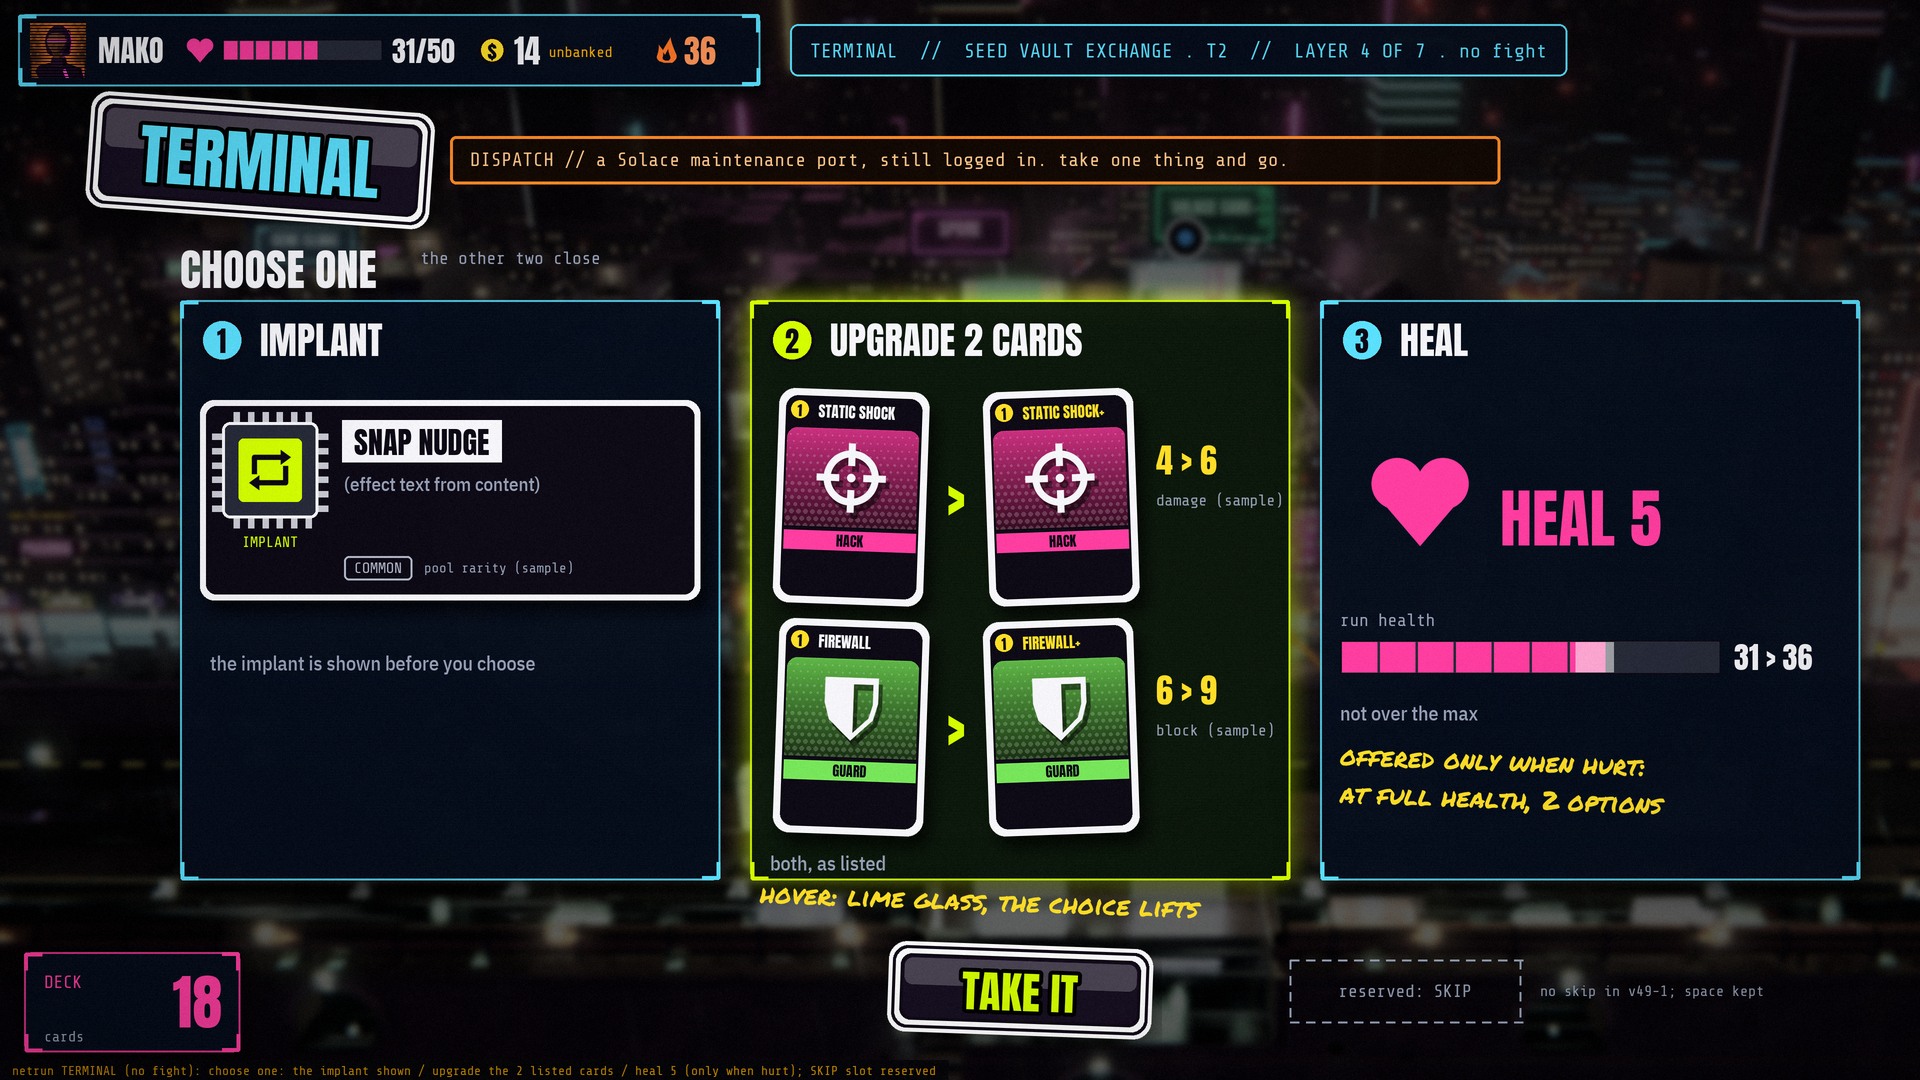 MAKO 31/50 14 unbanked 36
TERMINAL // SEED VAULT EXCHANGE . T2 // LAYER 4 OF 7 . no fight
TERMINAL
DISPATCH // a Solace maintenance port, still logged in. take one thing and go.
CHOOSE ONE the other two close
1 IMPLANT
SNAP NUDGE
(effect text from content)
IMPLANT
COMMON pool rarity (sample)
the implant is shown before you choose
2 UPGRADE 2 CARDS
1 STATIC SHOCK
HACK
>
1 STATIC SHOCK+
HACK
4 > 6
damage (sample)
1 FIREWALL
GUARD
>
1 FIREWALL+
GUARD
6 > 9
block (sample)
both, as listed
HOVER: LIME GLASS, THE CHOICE LIFTS
3 HEAL
HEAL 5
run health
31 > 36
not over the max
OFFERED ONLY WHEN HURT:
AT FULL HEALTH, 2 OPTIONS
DECK
18
cards
TAKE IT
reserved: SKIP
no skip in v49-1; space kept
netrun TERMINAL (no fight): choose one: the implant shown / upgrade the 2 listed cards / heal 5 (only when hurt); SKIP slot reserved